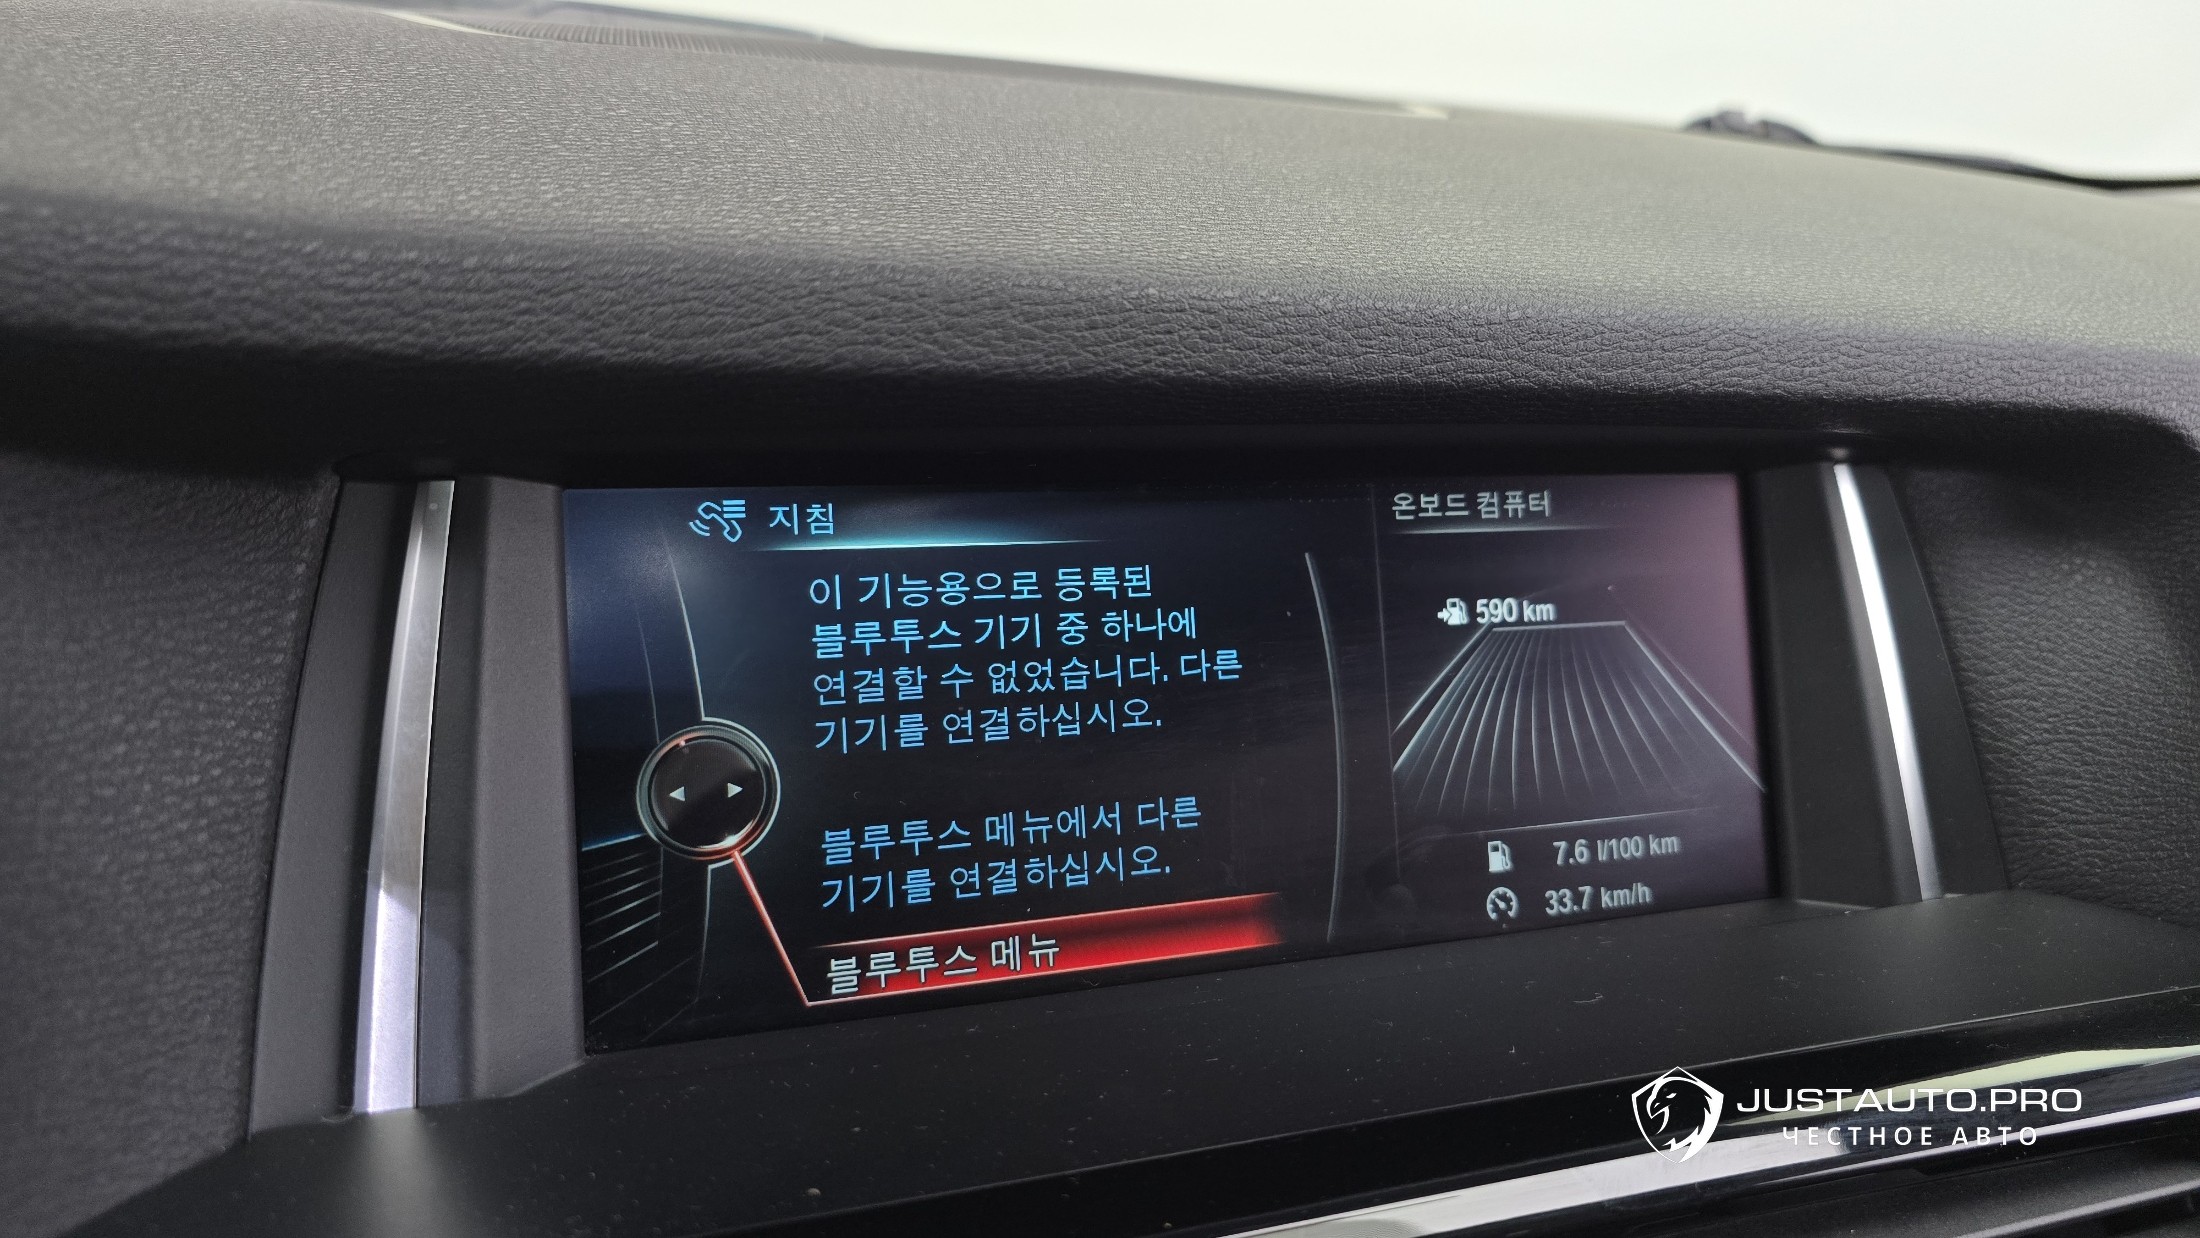 지침
이 기능용으로 등록된
블루투스 기기 중 하나에
연결할 수 없었습니다. 다른
기기를 연결하십시오.
블루투스 메뉴에서 다른
기기를 연결하십시오.
블루투스 메뉴
온보드 컴퓨터
590 km
7.6 l/100 km
33.7 km/h
JUSTAUTO.PRO
ЧЕСТНОЕ АВТО